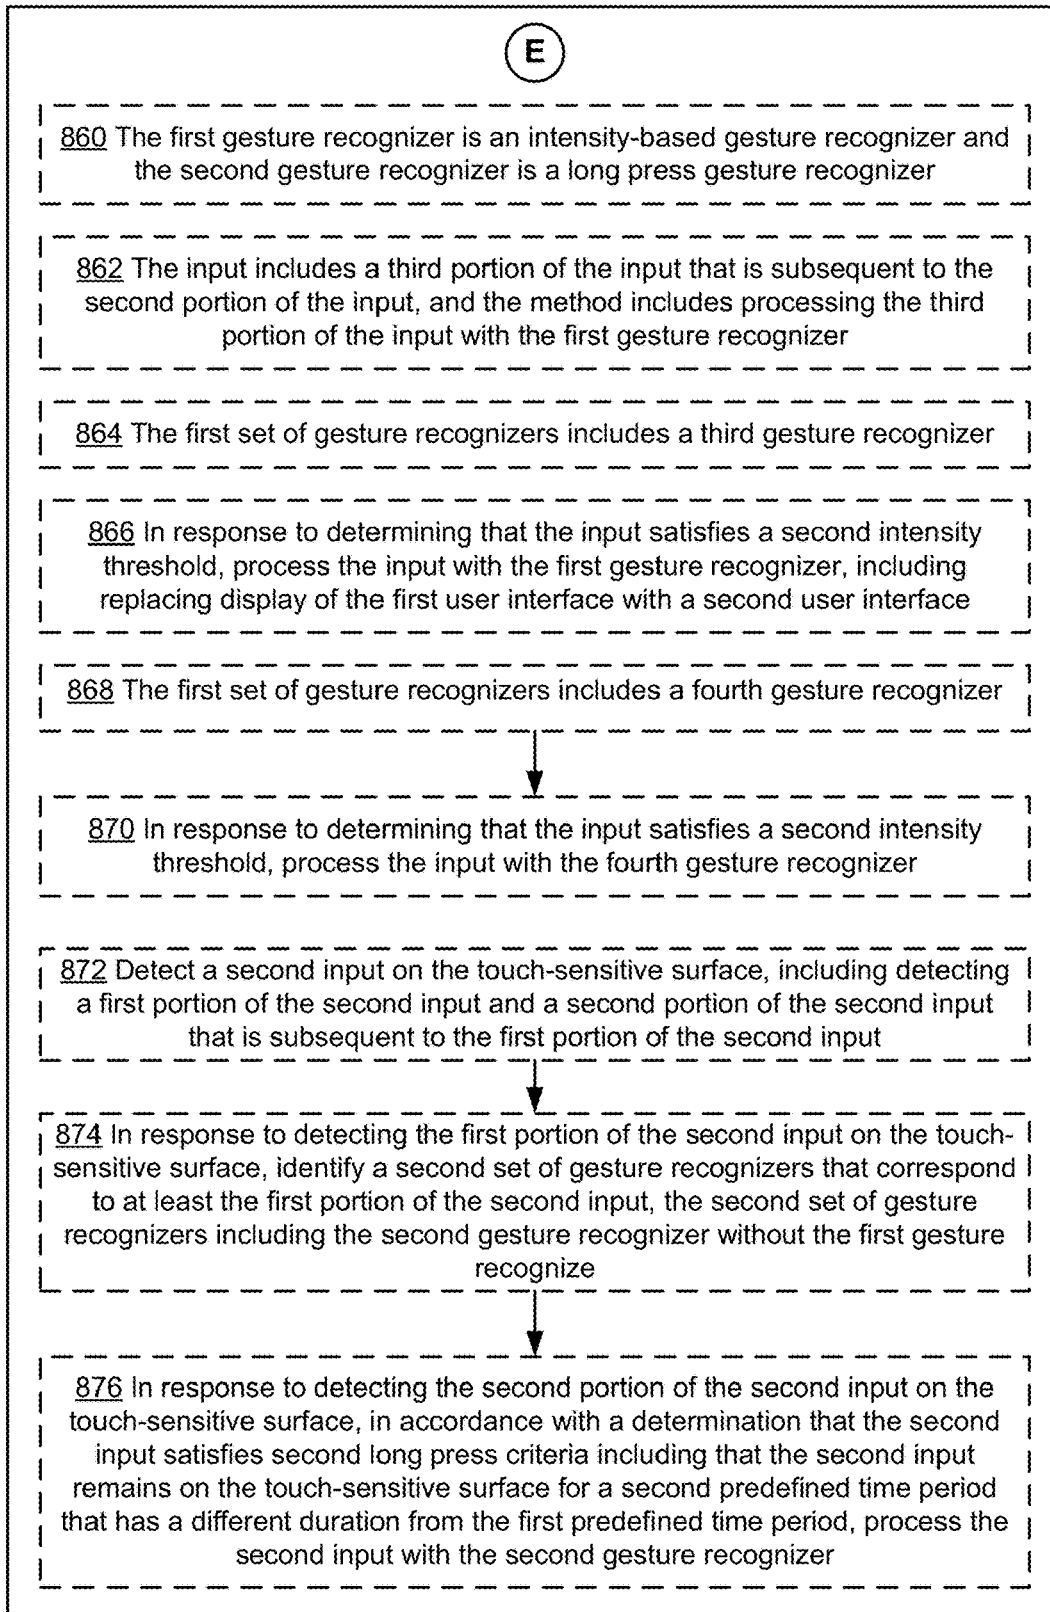 E
860 The first gesture recognizer is an intensity-based gesture recognizer and
the second gesture recognizer is a long press gesture recognizer
862 The input includes a third portion of the input that is subsequent to the
second portion of the input, and the method includes processing the third
portion of the input with the first gesture recognizer
864 The first set of gesture recognizers includes a third gesture recognizer
866 In response to determining that the input satisfies a second intensity
threshold, process the input with the first gesture recognizer, including
replacing display of the first user interface with a second user interface
868 The first set of gesture recognizers includes a fourth gesture recognizer
870 In response to determining that the input satisfies a second intensity
threshold, process the input with the fourth gesture recognizer
872 Detect a second input on the touch-sensitive surface, including detecting
a first portion of the second input and a second portion of the second input
that is subsequent to the first portion of the second input
874 In response to detecting the first portion of the second input on the touch-
sensitive surface, identify a second set of gesture recognizers that correspond
to at least the first portion of the second input, the second set of gesture
recognizers including the second gesture recognizer without the first gesture
recognize
876 In response to detecting the second portion of the second input on the
touch-sensitive surface, in accordance with a determination that the second
input satisfies second long press criteria including that the second input
remains on the touch-sensitive surface for a second predefined time period
that has a different duration from the first predefined time period, process the
second input with the second gesture recognizer